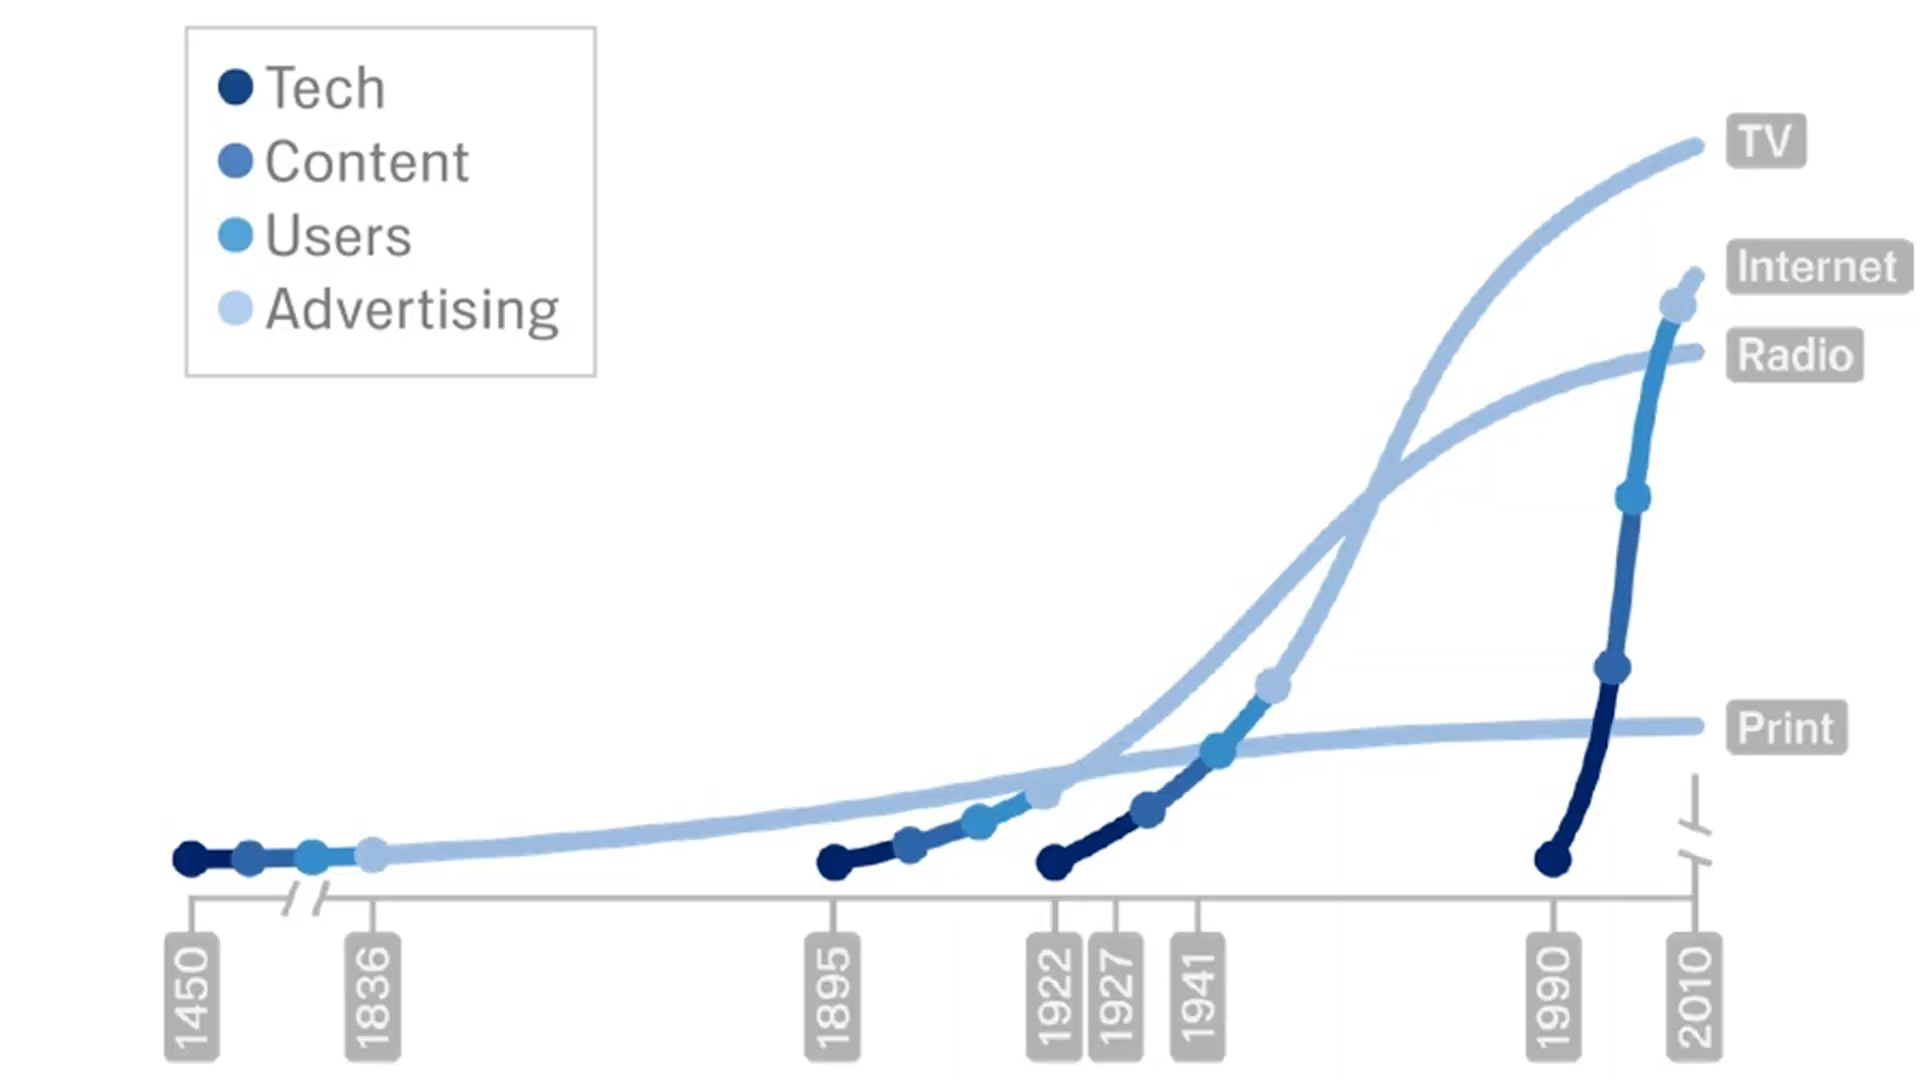 Tech
Content
Users
Advertising
TV
Internet
Radio
Print
1450
1836
1895
1922
1927
1941
1990
2010